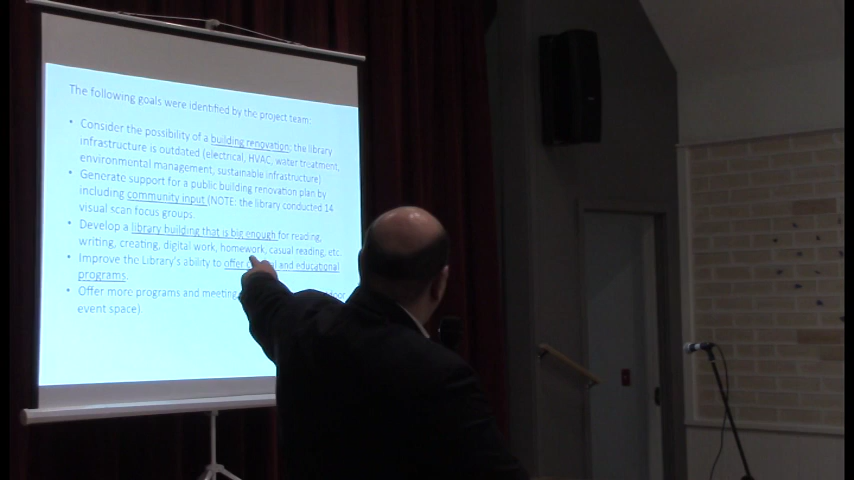 The following goals were identified by the project team:
• Consider the possibility of a building renovation; the library
infrastructure is outdated (electrical, HVAC, water treatment,
environmental management, sustainable infrastructure)
• Generate support for a public building renovation plan by
including community input (NOTE: the library conducted 14
visual scan focus groups.
• Develop a library building that is big enough for reading,
writing, creating, digital work, homework, casual reading, etc.
• Improve the Library's ability to offer and educational
programs.
• Offer more programs and meeting
event space).